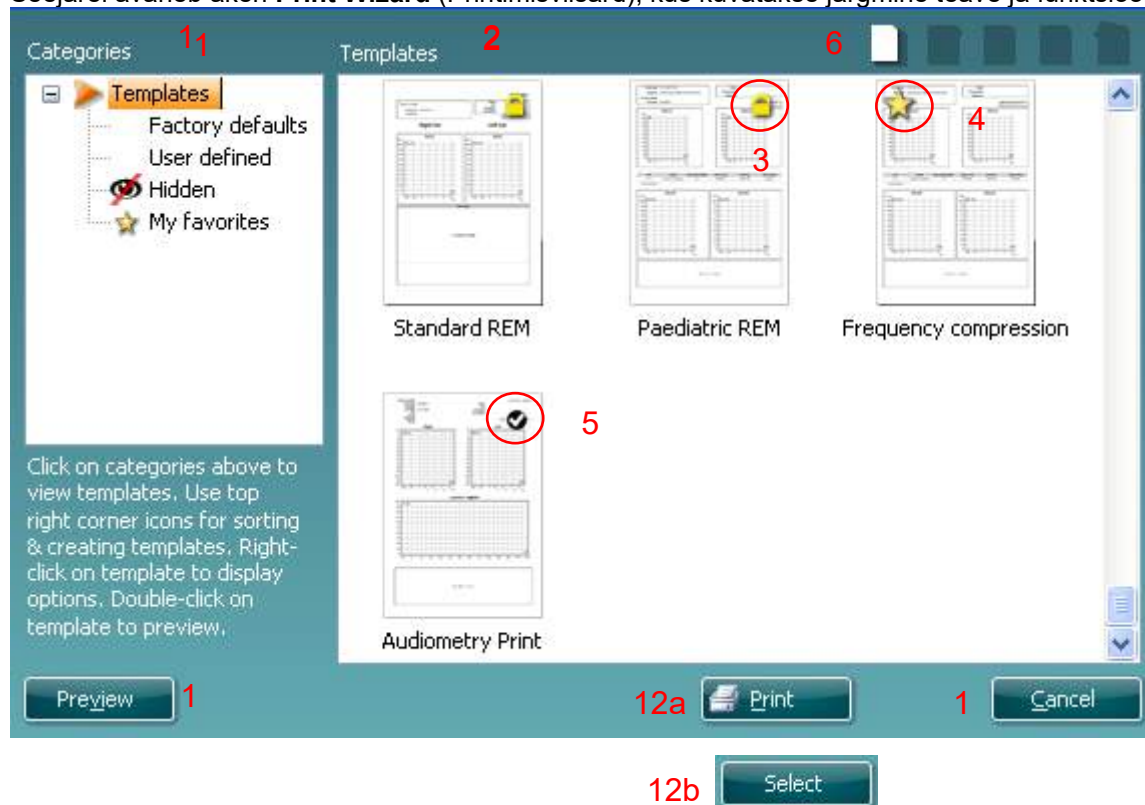 Categories 1 1
Templates 2 6
Templates
Factory defaults
User defined
Hidden
My favorites
3
4
Standard REM
Paediatric REM
Frequency compression
5
Audiometry Print
Click on categories above to
view templates. Use top
right corner icons for sorting
& creating templates. Right-
click on template to display
options. Double-click on
template to preview.
Preview 1
12a Print
1 Cancel
12b Select